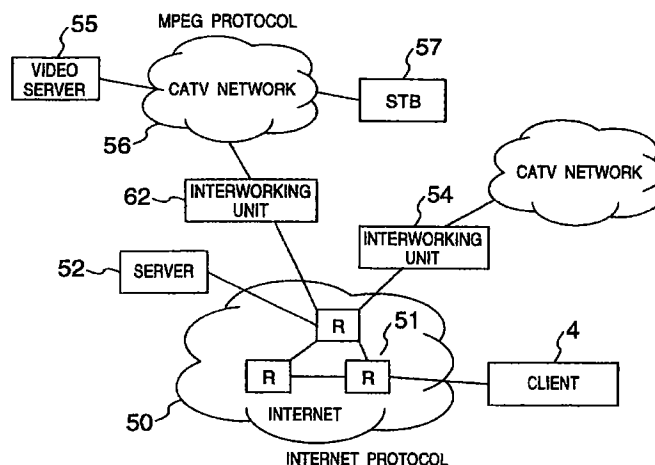 MPEG PROTOCOL
55
VIDEO
SERVER
CATV NETWORK
57
STB
56
CATV NETWORK
62
INTERWORKING
UNIT
54
INTERWORKING
UNIT
52
SERVER
R
51
R
R
4
CLIENT
50
INTERNET
INTERNET PROTOCOL